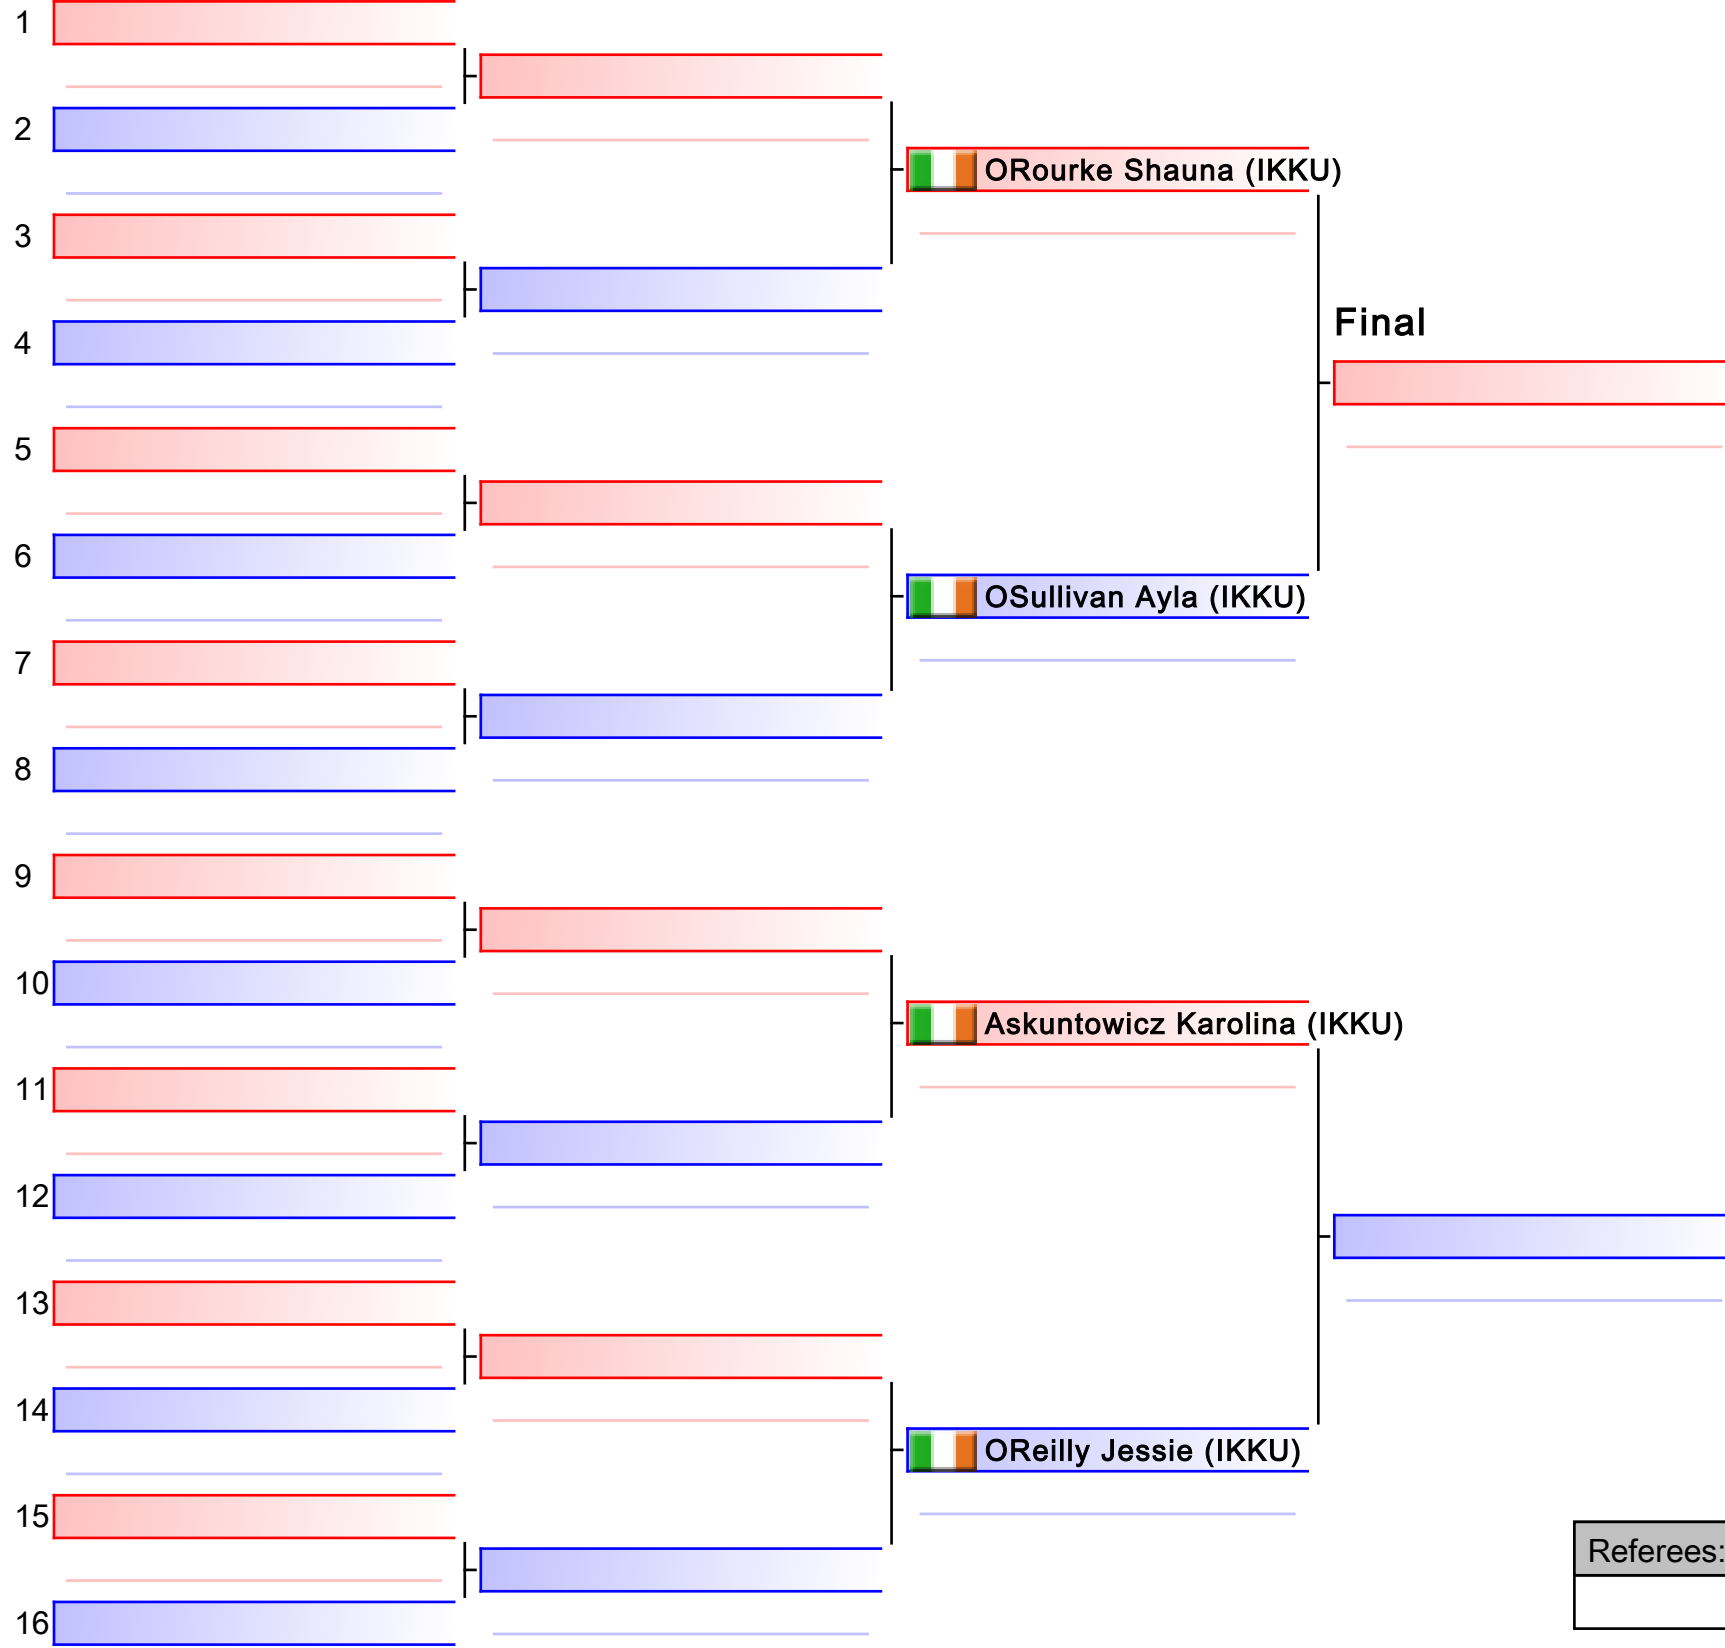 1
2
ORourke Shauna (IKKU)
3
Final
4
5
6
OSullivan Ayla (IKKU)
7
8
9
10
Askuntowicz Karolina (IKKU)
11
12
13
14
OReilly Jessie (IKKU)
15
Referees:
16